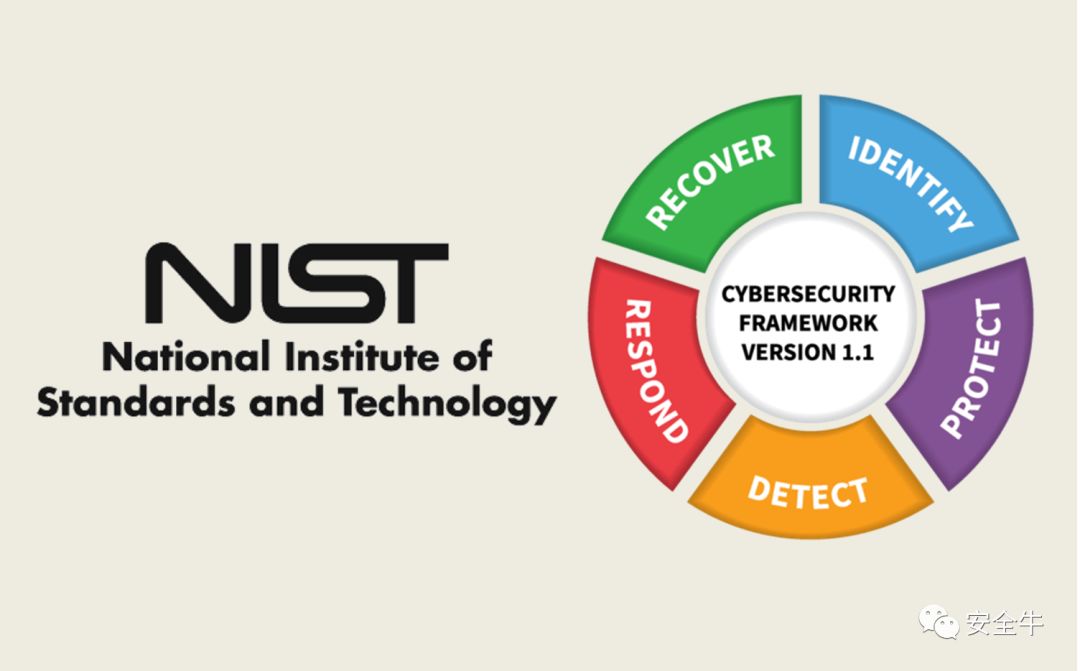 NIST
National Institute of
Standards and Technology
RECOVER
IDENTIFY
PROTECT
DETECT
RESPOND
CYBERSECURITY
FRAMEWORK
VERSION 1.1
安全牛